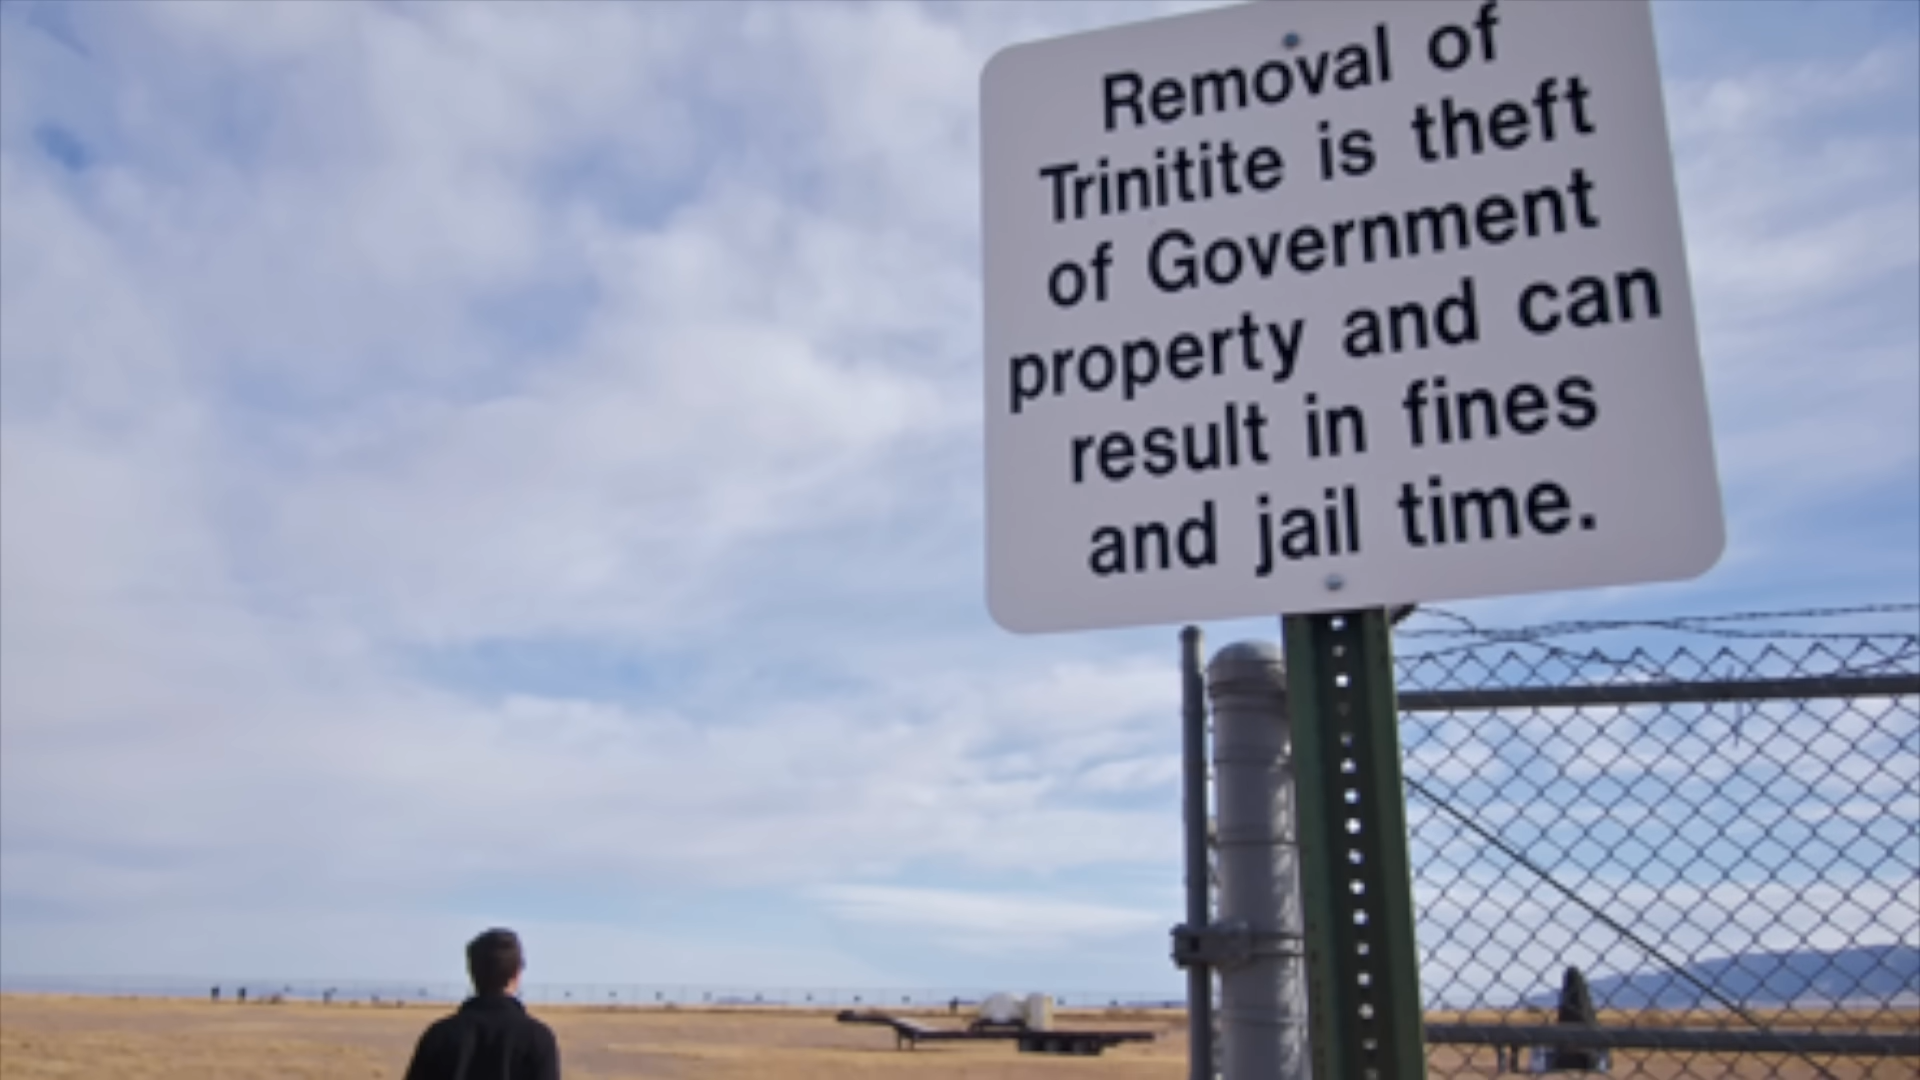 Removal of
Trinitite is theft
of Government
property and can
result in fines
and jail time.